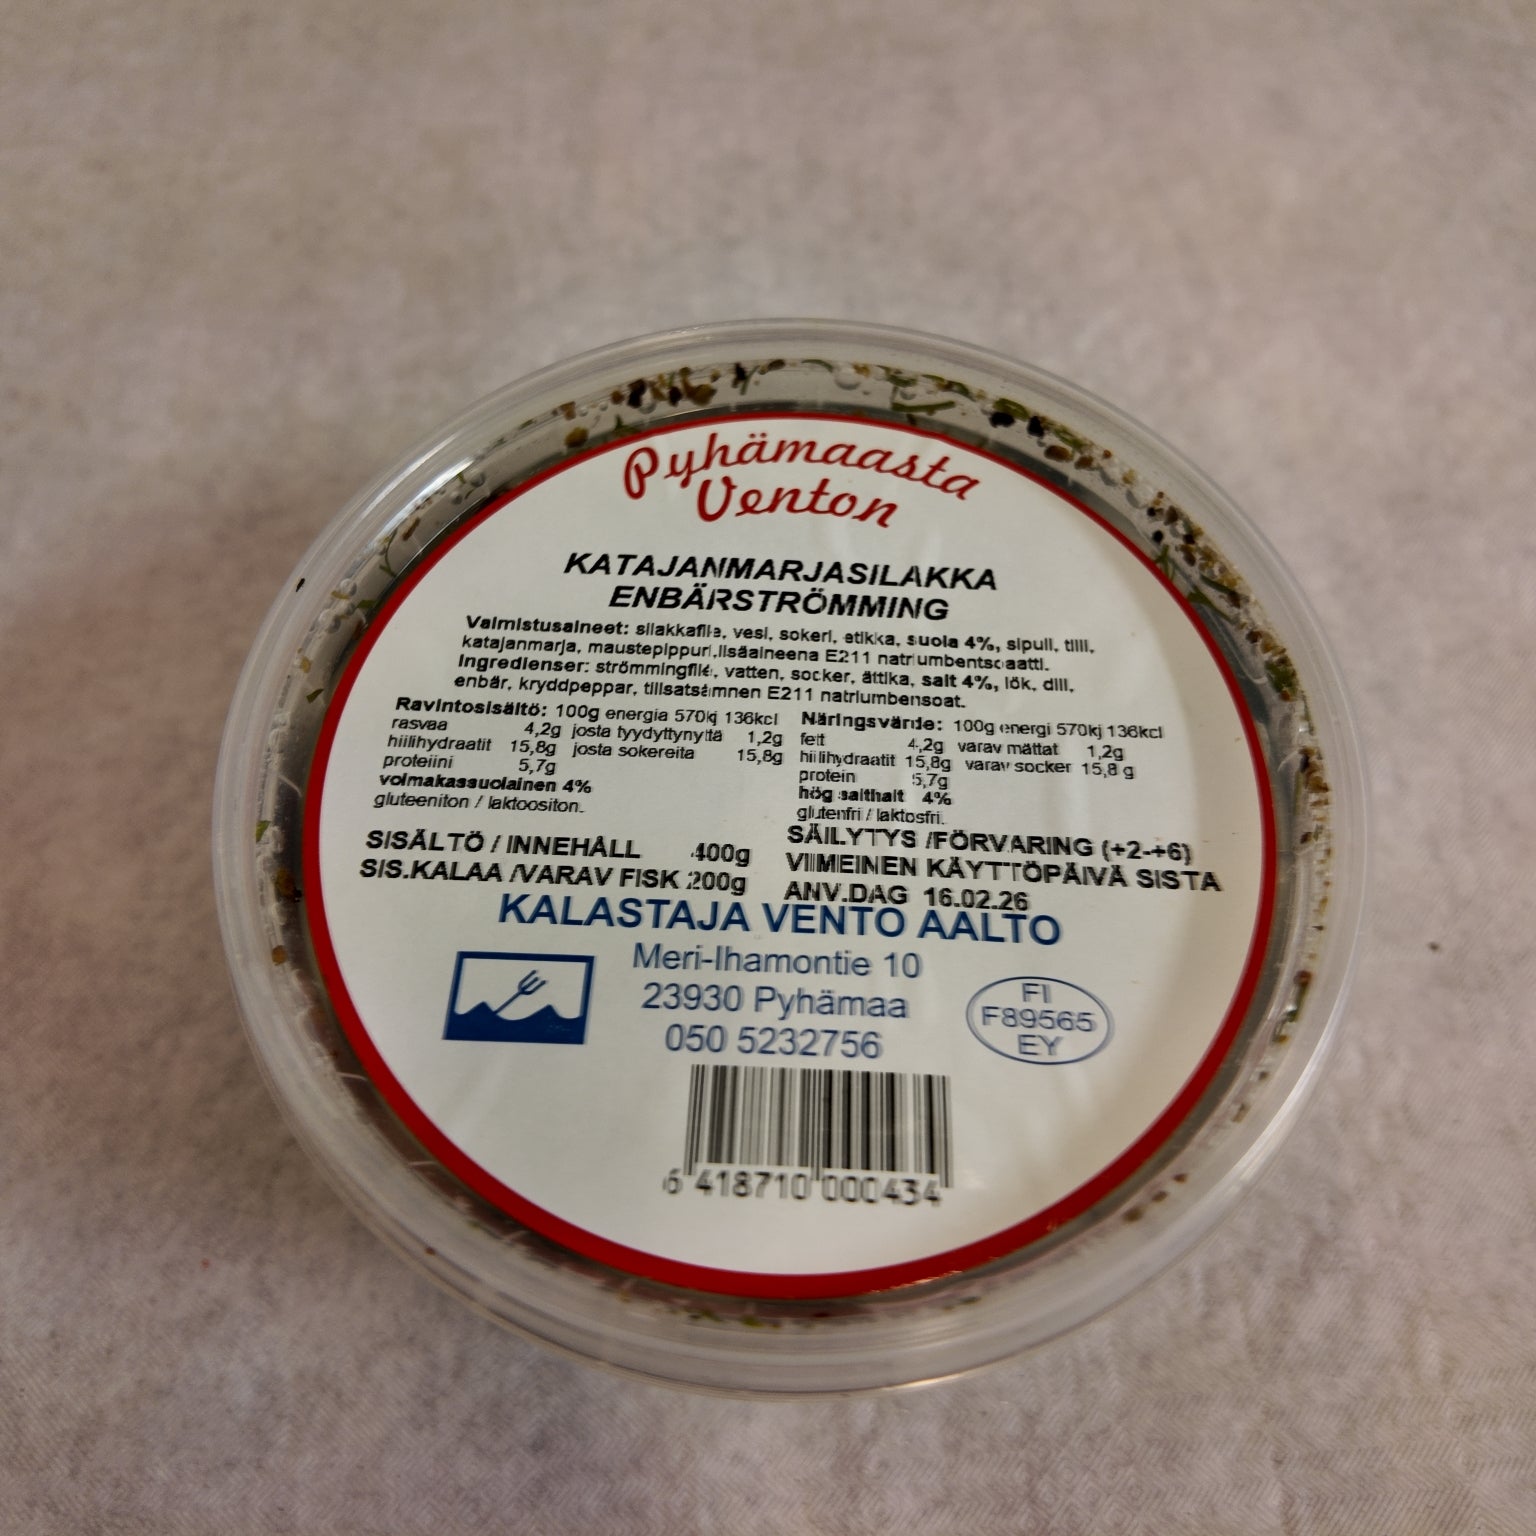 Pyhämaasta
Venton
KATAJANMARJASILAKKA
ENBÄRSTRÖMMING
Valmistusaineet: silakkafile, vesi, sokeri, etikka, suola 4%, sipuli, tilli,
katajanmarja, maustepippuri,lisäaineena E211 natriumbentsoaatti.
Ingredienser: strömmingfilé, vatten, socker, ättika, salt 4%, lök, dill,
enbär, kryddpeppar, tillsatsämnen E211 natriumbensoat.
Ravintosisältö: 100g energia 570kj 136kcl
rasvaa 4,2g josta tyydyttynyttä 1,2g
hiilihydraatit 15,8g josta sokereita 15,8g
proteiini 5,7g
voimakassuolainen 4%
gluteeniton / laktoositon.
Näringsvärde: 100g energi 570kj 136kcl
fett 4,2g varav mättat 1,2g
hiilihydraatit 15,8g varav socker 15,8 g
protein 5,7g
hög salthalt 4%
glutenfri / laktosfri.
SISÄLTÖ / INNEHÅLL 400g
SIS.KALAA /VARAV FISK 200g
SÄILYTYS /FÖRVARING (+2-+6)
VIIMEINEN KÄYTTÖPÄIVÄ SISTA
ANV.DAG 16.02.26
KALASTAJA VENTO AALTO
Meri-Ihamontie 10
23930 Pyhämaa
050 5232756
FI
F89565
EY
6 418710 000434